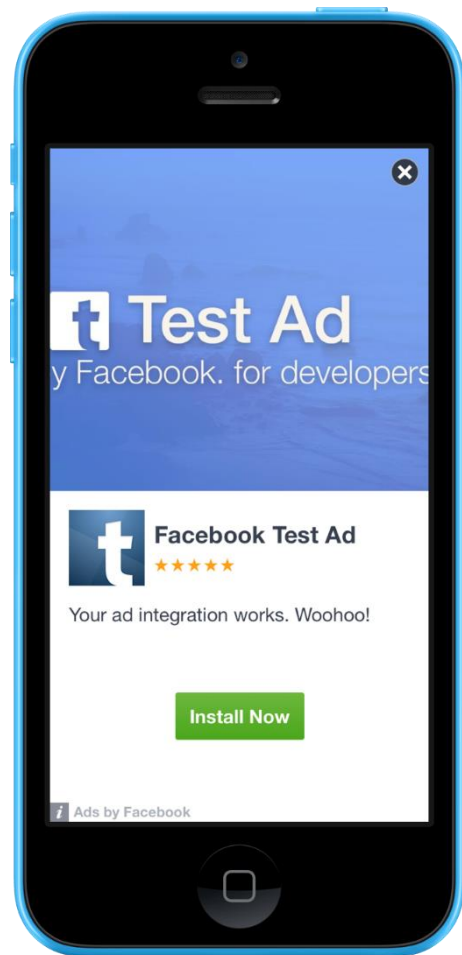 t Test Ad
y Facebook. for developers
t Facebook Test Ad
Your ad integration works. Woohoo!
Install Now
i Ads by Facebook